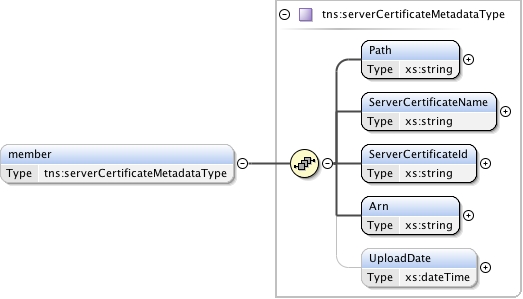 tns:serverCertificateMetadataType
Path
Type xs:string
ServerCertificateName
Type xs:string
member
Type tns:serverCertificateMetadataType
ServerCertificateId
Type xs:string
Arn
Type xs:string
UploadDate
Type xs:dateTime